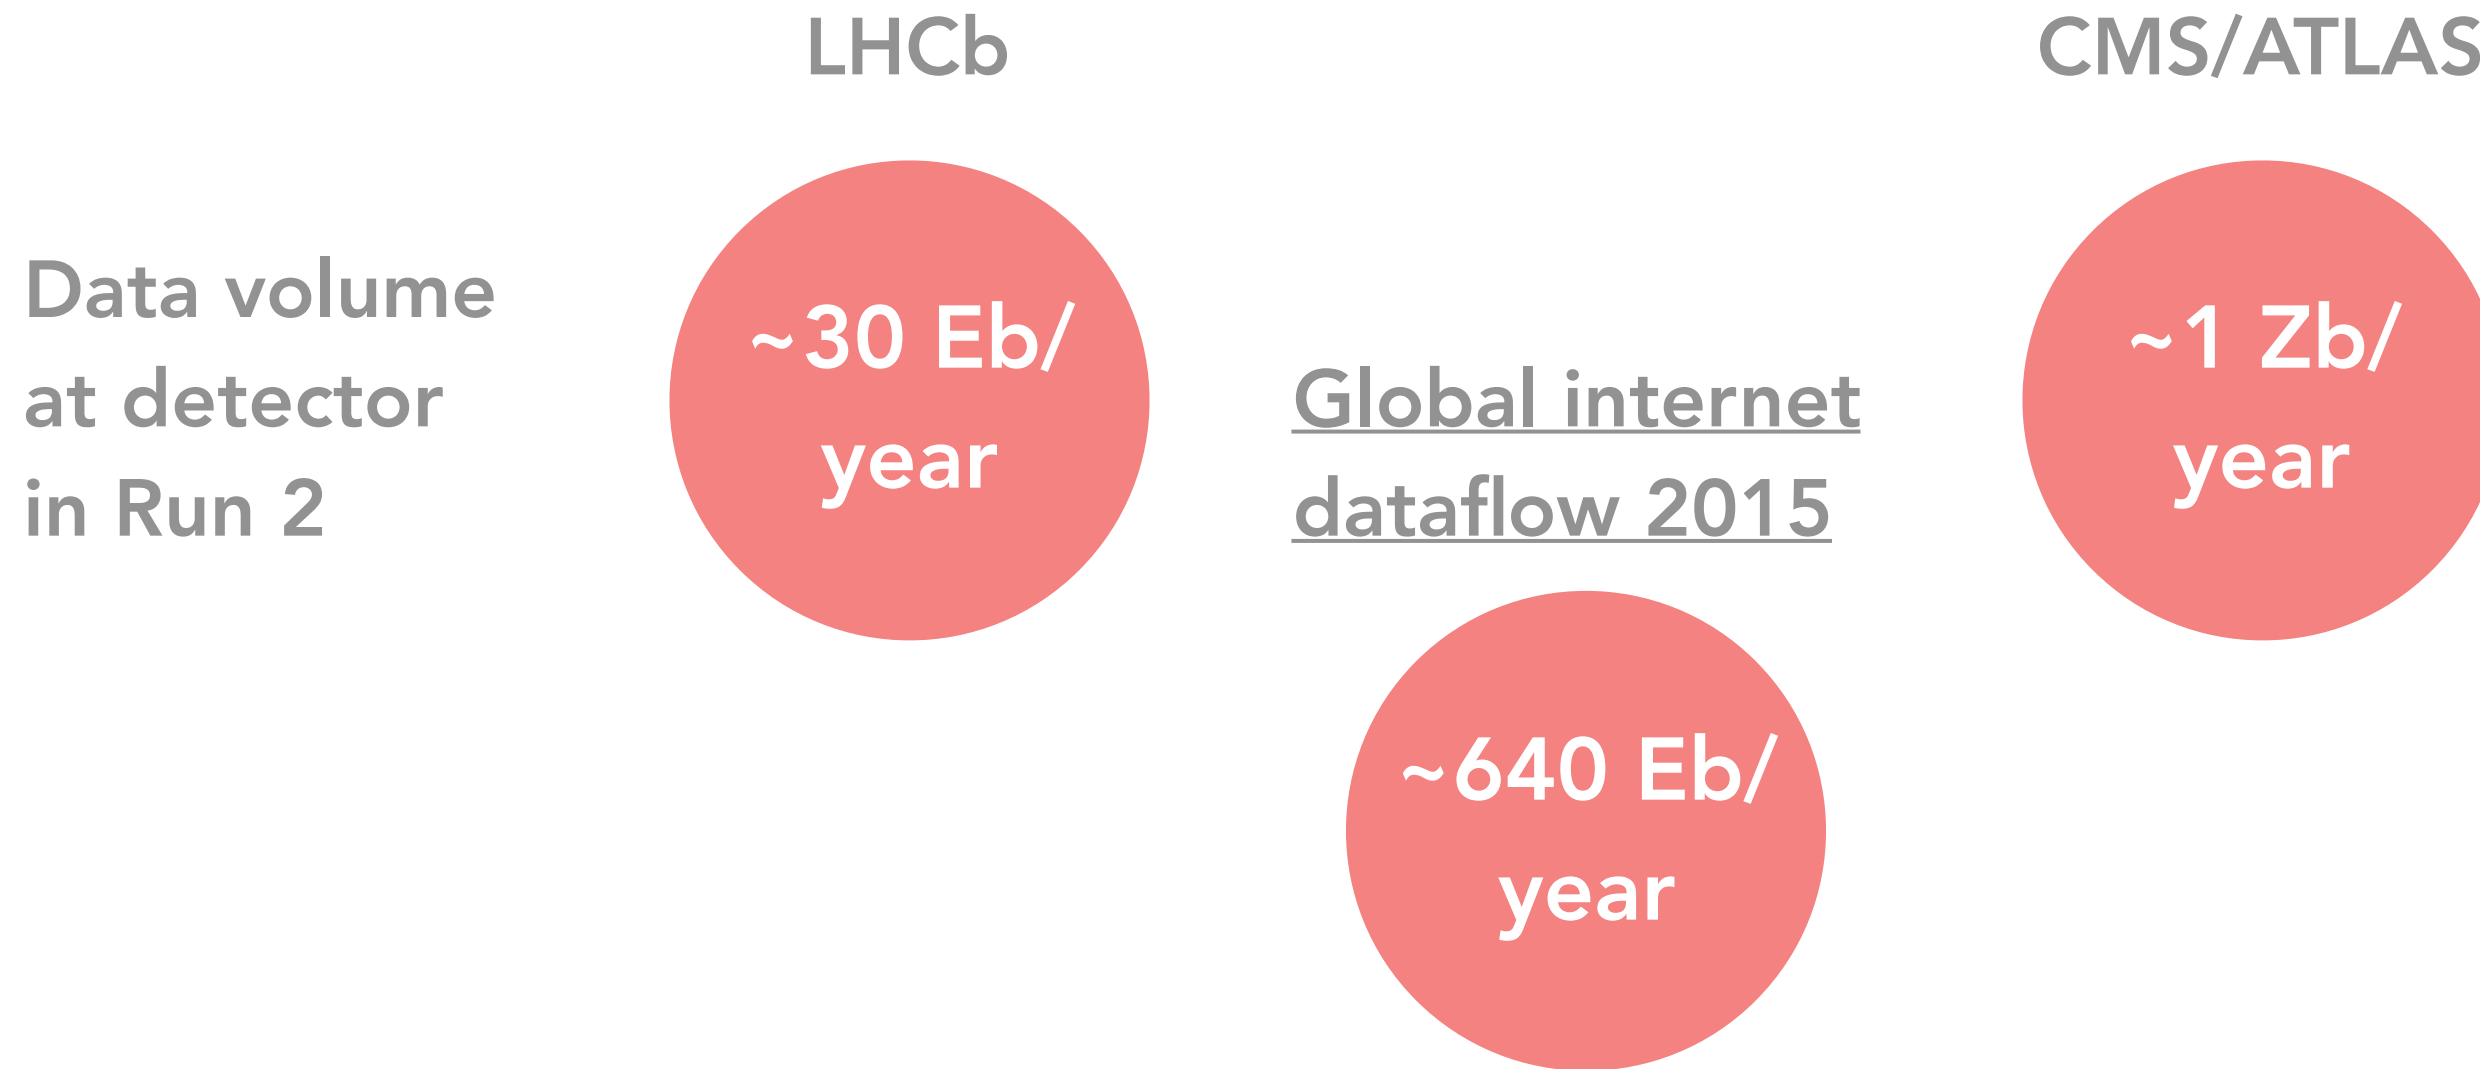 LHCb
CMS/ATLAS
Data volume
at detector
in Run 2
~30 Eb/
year
Global internet
dataflow 2015
~640 Eb/
year
~1 Zb/
year